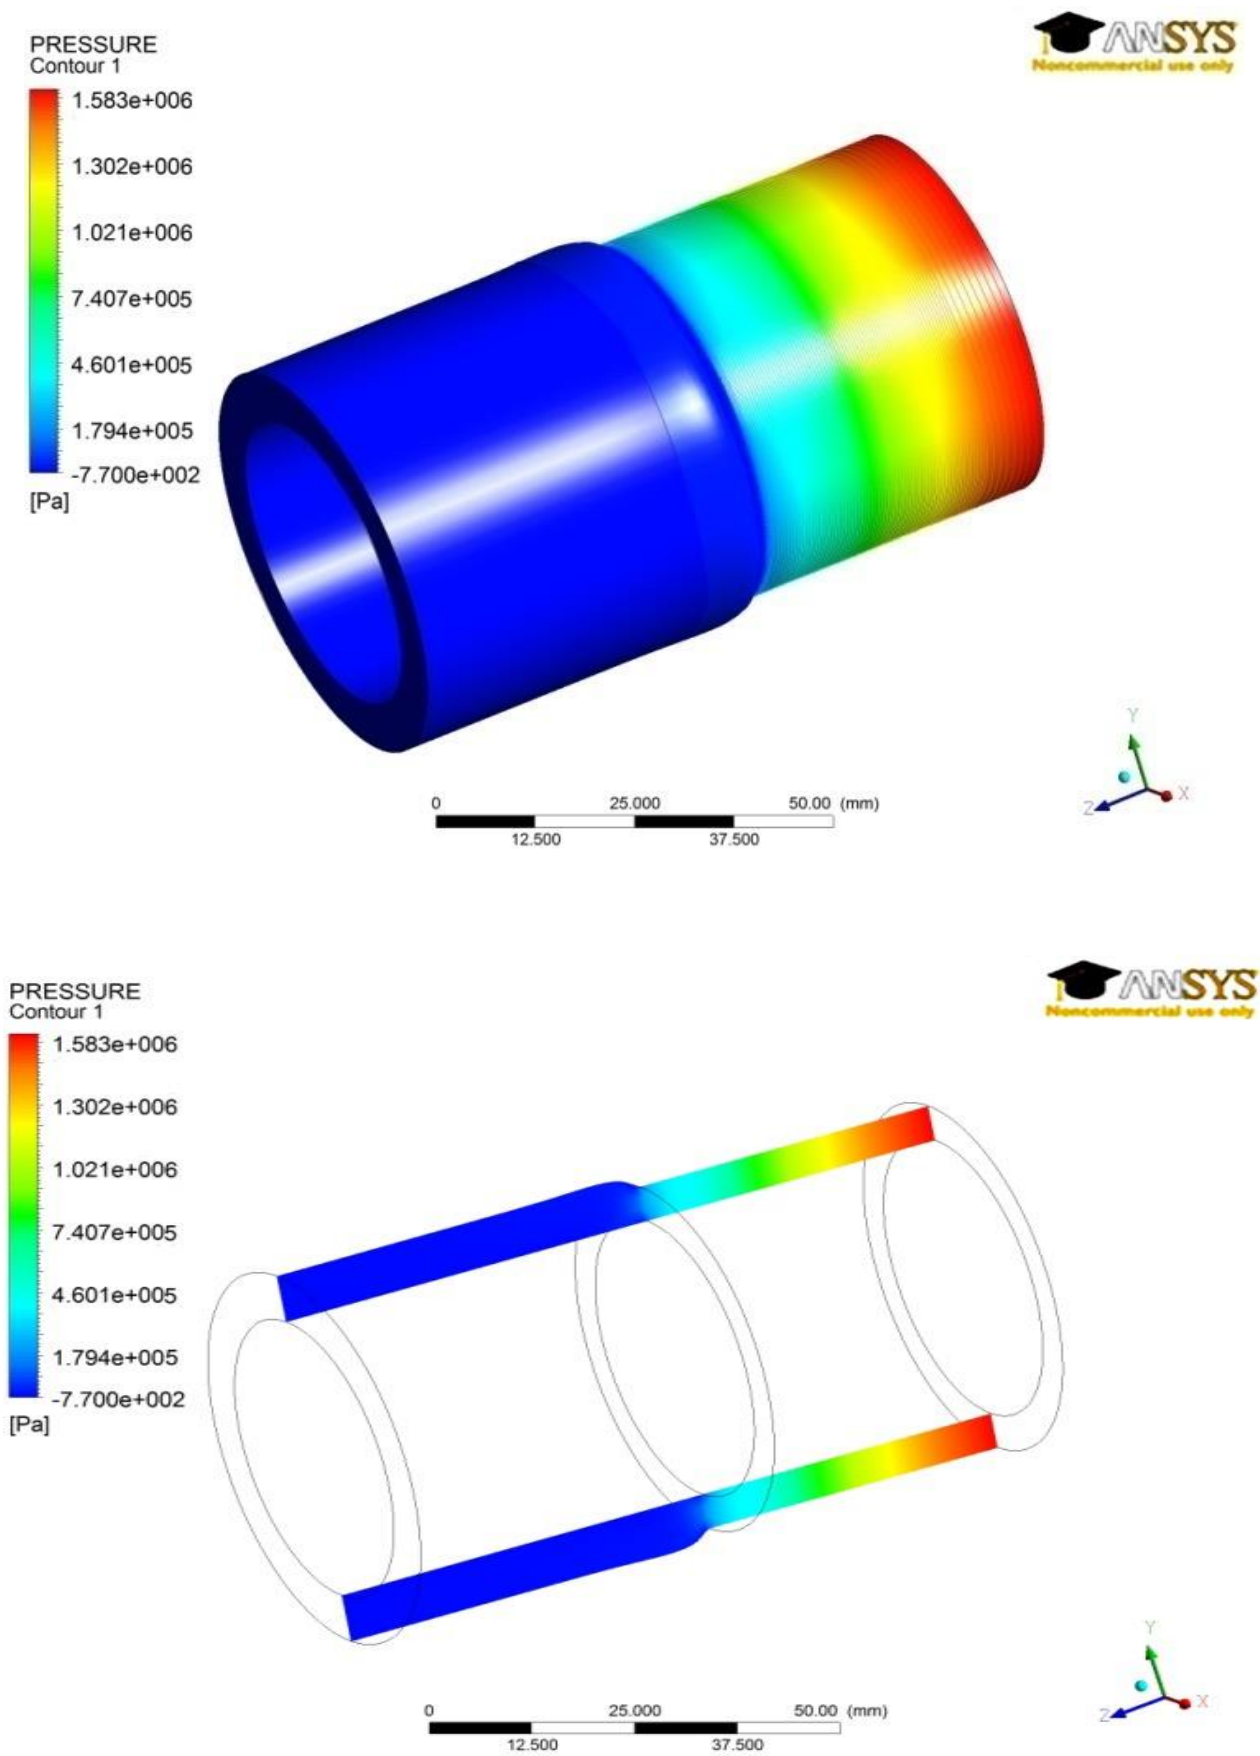 PRESSURE
Contour 1
1.583e+006
1.302e+006
1.021e+006
7.407e+005
4.601e+005
1.794e+005
-7.700e+002
[Pa]
ANSYS
Noncommercial use only
Y
Z
X
0
25.000
50.00 (mm)
12.500
37.500
PRESSURE
Contour 1
1.583e+006
1.302e+006
1.021e+006
7.407e+005
4.601e+005
1.794e+005
-7.700e+002
[Pa]
ANSYS
Noncommercial use only
Y
Z
X
0
25.000
50.00 (mm)
12.500
37.500